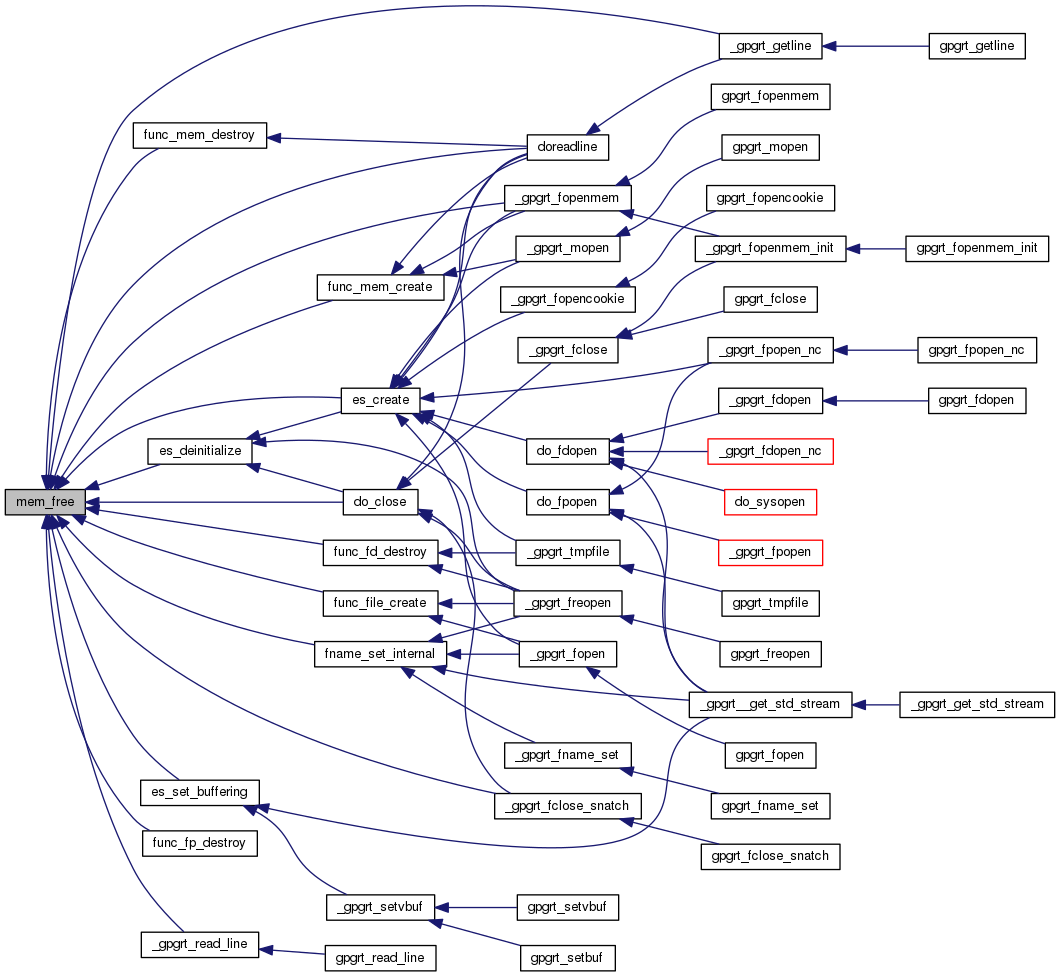 _gpgrt_getline
gpgrt_getline
gpgrt_fopenmem
func_mem_destroy
doreadline
gpgrt_mopen
_gpgrt_fopenmem
gpgrt_fopencookie
_gpgrt_mopen
_gpgrt_fopenmem_init
gpgrt_fopenmem_init
func_mem_create
_gpgrt_fopencookie
gpgrt_fclose
_gpgrt_fclose
_gpgrt_fpopen_nc
gpgrt_fpopen_nc
es_create
_gpgrt_fdopen
gpgrt_fdopen
es_deinitialize
do_fdopen
_gpgrt_fdopen_nc
mem_free
do_close
do_fpopen
do_sysopen
func_fd_destroy
_gpgrt_tmpfile
_gpgrt_fpopen
func_file_create
_gpgrt_freopen
gpgrt_tmpfile
fname_set_internal
_gpgrt_fopen
gpgrt_freopen
_gpgrt__get_std_stream
_gpgrt_get_std_stream
_gpgrt_fname_set
gpgrt_fopen
es_set_buffering
_gpgrt_fclose_snatch
gpgrt_fname_set
func_fp_destroy
gpgrt_fclose_snatch
_gpgrt_setvbuf
gpgrt_setvbuf
_gpgrt_read_line
gpgrt_read_line
gpgrt_setbuf